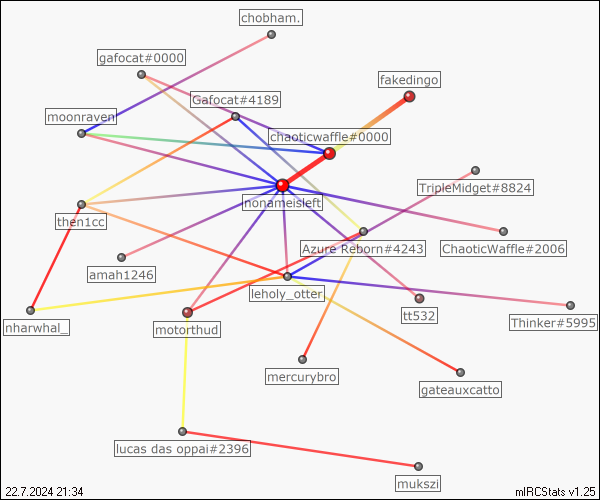 chobham.
gafocat#0000
fakedingo
Gafocat#4189
moonraven
chaoticwaffle#0000
TripleMidget#8824
nonameisleft
then1cc
Azure Reborn#4243
ChaoticWaffle#2006
amah1246
leholy_otter
tt532
Thinker#5995
nharwhal_
motorthud
mercurybro
gateauxcatto
lucas das oppai#2396
mukszi
22.7.2024 21:34
mIRCStats v1.25